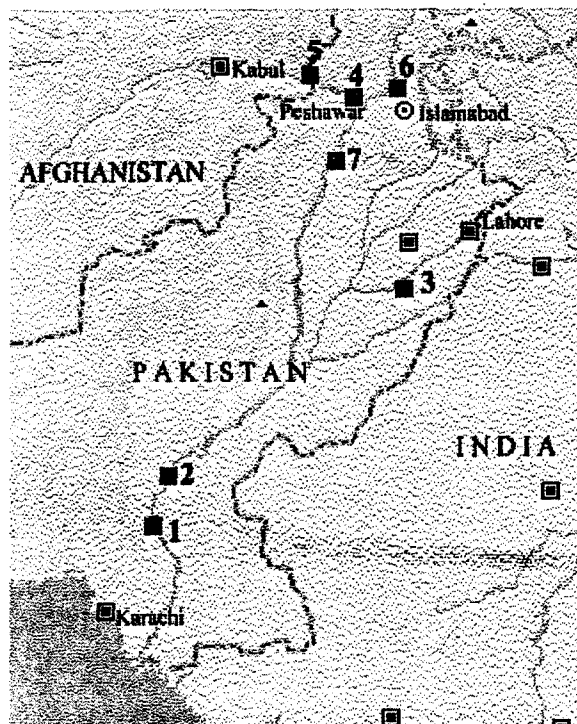 5
Kabul
4
6
Peshawar
Islamabad
AFGHANISTAN
7
Lahore
3
PAKISTAN
INDIA
2
1
Karachi